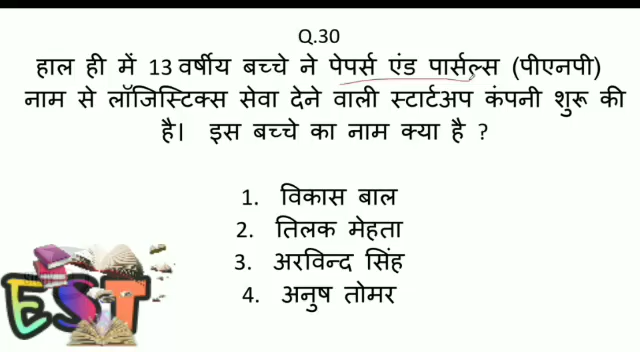 Q.30
हाल ही में 13 वर्षीय बच्चे ने पेपर्स एंड पार्सल्स (पीएनपी)
नाम से लॉजिस्टिक्स सेवा देने वाली स्टार्टअप कंपनी शुरू की
है। इस बच्चे का नाम क्या है ?
1. विकास बाल
2. तिलक मेहता
3. अरविन्द सिंह
4. अनुष तोमर
EST